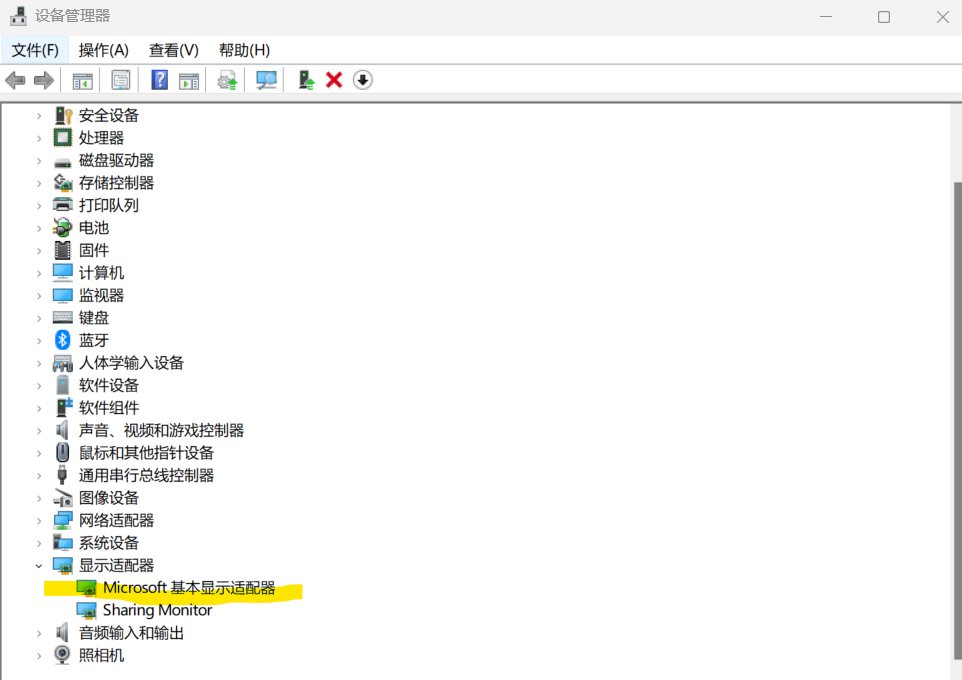 设备管理器
文件(F) 操作(A) 查看(V) 帮助(H)
安全设备
处理器
磁盘驱动器
存储控制器
打印队列
电池
固件
计算机
监视器
键盘
蓝牙
人体学输入设备
软件设备
软件组件
声音、视频和游戏控制器
鼠标和其他指针设备
通用串行总线控制器
图像设备
网络适配器
系统设备
显示适配器
Microsoft 基本显示适配器
Sharing Monitor
音频输入和输出
照相机